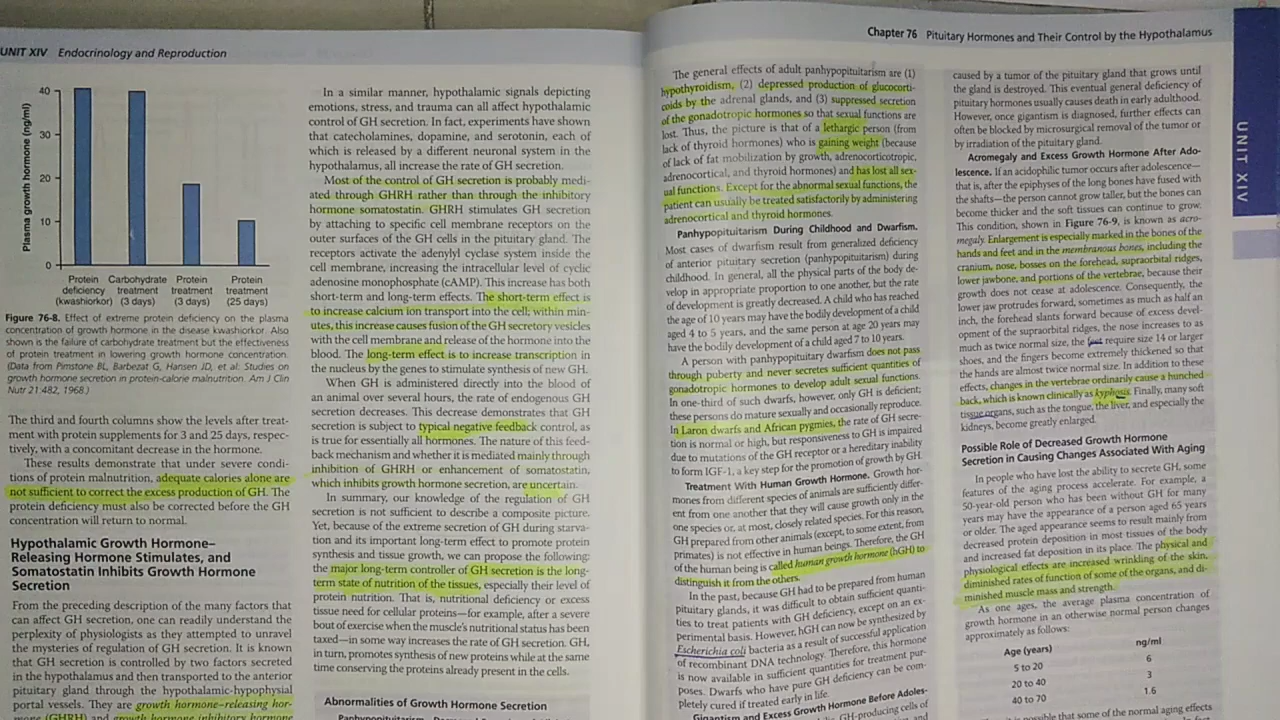 UNIT XIV Endocrinology and Reproduction
Plasma growth hormone (ng/ml)
40
30
20
10
0
Protein deficiency (kwashiorkor)
Carbohydrate treatment (3 days)
Protein treatment (3 days)
Protein treatment (25 days)
Figure 76-8. Effect of extreme protein deficiency on the plasma
concentration of growth hormone in the disease kwashiorkor. Also
shown is the failure of carbohydrate treatment but the effectiveness
of protein treatment in lowering growth hormone concentration.
(Data from Pimstone BL, Barbezat G, Hansen JD, et al: Studies on
growth hormone secretion in protein-calorie malnutrition. Am J Clin
Nutr 21:482, 1968.)
The third and fourth columns show the levels after treat-
ment with protein supplements for 3 and 25 days, respec-
tively, with a concomitant decrease in the hormone.
These results demonstrate that under severe condi-
tions of protein malnutrition, adequate calories alone are
not sufficient to correct the excess production of GH. The
protein deficiency must also be corrected before the GH
concentration will return to normal.
Hypothalamic Growth Hormone–
Releasing Hormone Stimulates, and
Somatostatin Inhibits Growth Hormone
Secretion
From the preceding description of the many factors that
can affect GH secretion, one can readily understand the
perplexity of physiologists as they attempted to unravel
the mysteries of regulation of GH secretion. It is known
that GH secretion is controlled by two factors secreted
in the hypothalamus and then transported to the anterior
pituitary gland through the hypothalamic-hypophysial
portal vessels. They are growth hormone–releasing hor-
mone (GHRH) and growth hormone inhibitory hormone
In a similar manner, hypothalamic signals depicting
emotions, stress, and trauma can all affect hypothalamic
control of GH secretion. In fact, experiments have shown
that catecholamines, dopamine, and serotonin, each of
which is released by a different neuronal system in the
hypothalamus, all increase the rate of GH secretion.
Most of the control of GH secretion is probably medi-
ated through GHRH rather than through the inhibitory
hormone somatostatin. GHRH stimulates GH secretion
by attaching to specific cell membrane receptors on the
outer surfaces of the GH cells in the pituitary gland. The
receptors activate the adenylyl cyclase system inside the
cell membrane, increasing the intracellular level of cyclic
adenosine monophosphate (cAMP). This increase has both
short-term and long-term effects. The short-term effect is
to increase calcium ion transport into the cell; within min-
utes, this increase causes fusion of the GH secretory vesicles
with the cell membrane and release of the hormone into the
blood. The long-term effect is to increase transcription in
the nucleus by the genes to stimulate synthesis of new GH.
When GH is administered directly into the blood of
an animal over several hours, the rate of endogenous GH
secretion decreases. This decrease demonstrates that GH
secretion is subject to typical negative feedback control, as
is true for essentially all hormones. The nature of this feed-
back mechanism and whether it is mediated mainly through
inhibition of GHRH or enhancement of somatostatin,
which inhibits growth hormone secretion, are uncertain.
In summary, our knowledge of the regulation of GH
secretion is not sufficient to describe a composite picture.
Yet, because of the extreme secretion of GH during starva-
tion and its important long-term effect to promote protein
synthesis and tissue growth, we can propose the following:
the major long-term controller of GH secretion is the long-
term state of nutrition of the tissues, especially their level of
protein nutrition. That is, nutritional deficiency or excess
tissue need for cellular proteins—for example, after a severe
bout of exercise when the muscle's nutritional status has been
taxed—in some way increases the rate of GH secretion. GH,
in turn, promotes synthesis of new proteins while at the same
time conserving the proteins already present in the cells.
Abnormalities of Growth Hormone Secretion
Chapter 76 Pituitary Hormones and Their Control by the Hypothalamus
The general effects of adult panhypopituitarism are (1)
hypothyroidism, (2) depressed production of glucocorti-
coids by the adrenal glands, and (3) suppressed secretion
of the gonadotropic hormones so that sexual functions are
lost. Thus, the picture is that of a lethargic person (from
lack of thyroid hormones) who is gaining weight (because
of lack of fat mobilization by growth, adrenocorticotropic,
adrenocortical, and thyroid hormones) and has lost all sex-
ual functions. Except for the abnormal sexual functions, the
patient can usually be treated satisfactorily by administering
adrenocortical and thyroid hormones.
Panhypopituitarism During Childhood and Dwarfism.
Most cases of dwarfism result from generalized deficiency
of anterior pituitary secretion (panhypopituitarism) during
childhood. In general, all the physical parts of the body de-
velop in appropriate proportion to one another, but the rate
of development is greatly decreased. A child who has reached
the age of 10 years may have the bodily development of a child
aged 4 to 5 years, and the same person at age 20 years may
have the bodily development of a child aged 7 to 10 years.
A person with panhypopituitary dwarfism does not pass
through puberty and never secretes sufficient quantities of
gonadotropic hormones to develop adult sexual functions.
In one-third of such dwarfs, however, only GH is deficient;
these persons do mature sexually and occasionally reproduce.
In Laron dwarfs and African pygmies, the rate of GH secre-
tion is normal or high, but responsiveness to GH is impaired
due to mutations of the GH receptor or a hereditary inability
to form IGF-1, a key step for the promotion of growth by GH.
Treatment With Human Growth Hormone. Growth hor-
mones from different species of animals are sufficiently differ-
ent from one another that they will cause growth only in the
one species or, at most, closely related species. For this reason,
GH prepared from other animals (except, to some extent, from
primates) is not effective in human beings. Therefore, the GH
of the human being is called human growth hormone (hGH) to
distinguish it from the others.
In the past, because GH had to be prepared from human
pituitary glands, it was difficult to obtain sufficient quanti-
ties to treat patients with GH deficiency, except on an ex-
perimental basis. However, hGH can now be synthesized by
Escherichia coli bacteria as a result of successful application
of recombinant DNA technology. Therefore, this hormone
is now available in sufficient quantities for treatment pur-
poses. Dwarfs who have pure GH deficiency can be com-
pletely cured if treated early in life.
Gigantism and Excess Growth Hormone Before Adoles-
GH-producing cells of
caused by a tumor of the pituitary gland that grows until
the gland is destroyed. This eventual general deficiency of
pituitary hormones usually causes death in early adulthood.
However, once gigantism is diagnosed, further effects can
often be blocked by microsurgical removal of the tumor or
by irradiation of the pituitary gland.
Acromegaly and Excess Growth Hormone After Ado-
lescence. If an acidophilic tumor occurs after adolescence—
that is, after the epiphyses of the long bones have fused with
the shafts—the person cannot grow taller, but the bones can
become thicker and the soft tissues can continue to grow.
This condition, shown in Figure 76-9, is known as acro-
megaly. Enlargement is especially marked in the bones of the
hands and feet and in the membranous bones, including the
cranium, nose, bosses on the forehead, supraorbital ridges,
lower jawbone, and portions of the vertebrae, because their
growth does not cease at adolescence. Consequently, the
lower jaw protrudes forward, sometimes as much as half an
inch, the forehead slants forward because of excess devel-
opment of the supraorbital ridges, the nose increases to as
much as twice normal size, the feet require size 14 or larger
shoes, and the fingers become extremely thickened so that
the hands are almost twice normal size. In addition to these
effects, changes in the vertebrae ordinarily cause a hunched
back, which is known clinically as kyphosis. Finally, many soft
tissue organs, such as the tongue, the liver, and especially the
kidneys, become greatly enlarged.
Possible Role of Decreased Growth Hormone
Secretion in Causing Changes Associated With Aging
In people who have lost the ability to secrete GH, some
features of the aging process accelerate. For example, a
50-year-old person who has been without GH for many
years may have the appearance of a person aged 65 years
or older. The aged appearance seems to result mainly from
decreased protein deposition in most tissues of the body
and increased fat deposition in its place. The physical and
physiological effects are increased wrinkling of the skin,
diminished rates of function of some of the organs, and di-
minished muscle mass and strength.
As one ages, the average plasma concentration of
growth hormone in an otherwise normal person changes
approximately as follows:
Age (years) ng/ml
5 to 20 6
20 to 40 3
40 to 70 1.6
possible that some of the normal aging effects
UNIT XIV